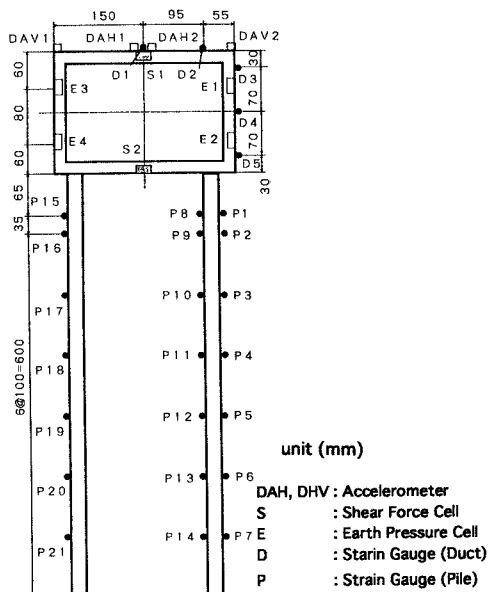 150 95 55
DAV1 DAH1 DAH2 DAV2
60 30
D1 S1 D2 D3
E3 E1 70
80 D4
E4 E2 70
S2
60 D5
30
65
P15 P8 P1
35 P9 P2
P16
P10 P3
P17
P11 P4
P18
6@100=600
P12 P5
P19
unit (mm)
P13 P6
P20
DAH, DHV : Accelerometer
S : Shear Force Cell
P14 P7
E : Earth Pressure Cell
P21
D : Starin Gauge (Duct)
P : Strain Gauge (Pile)